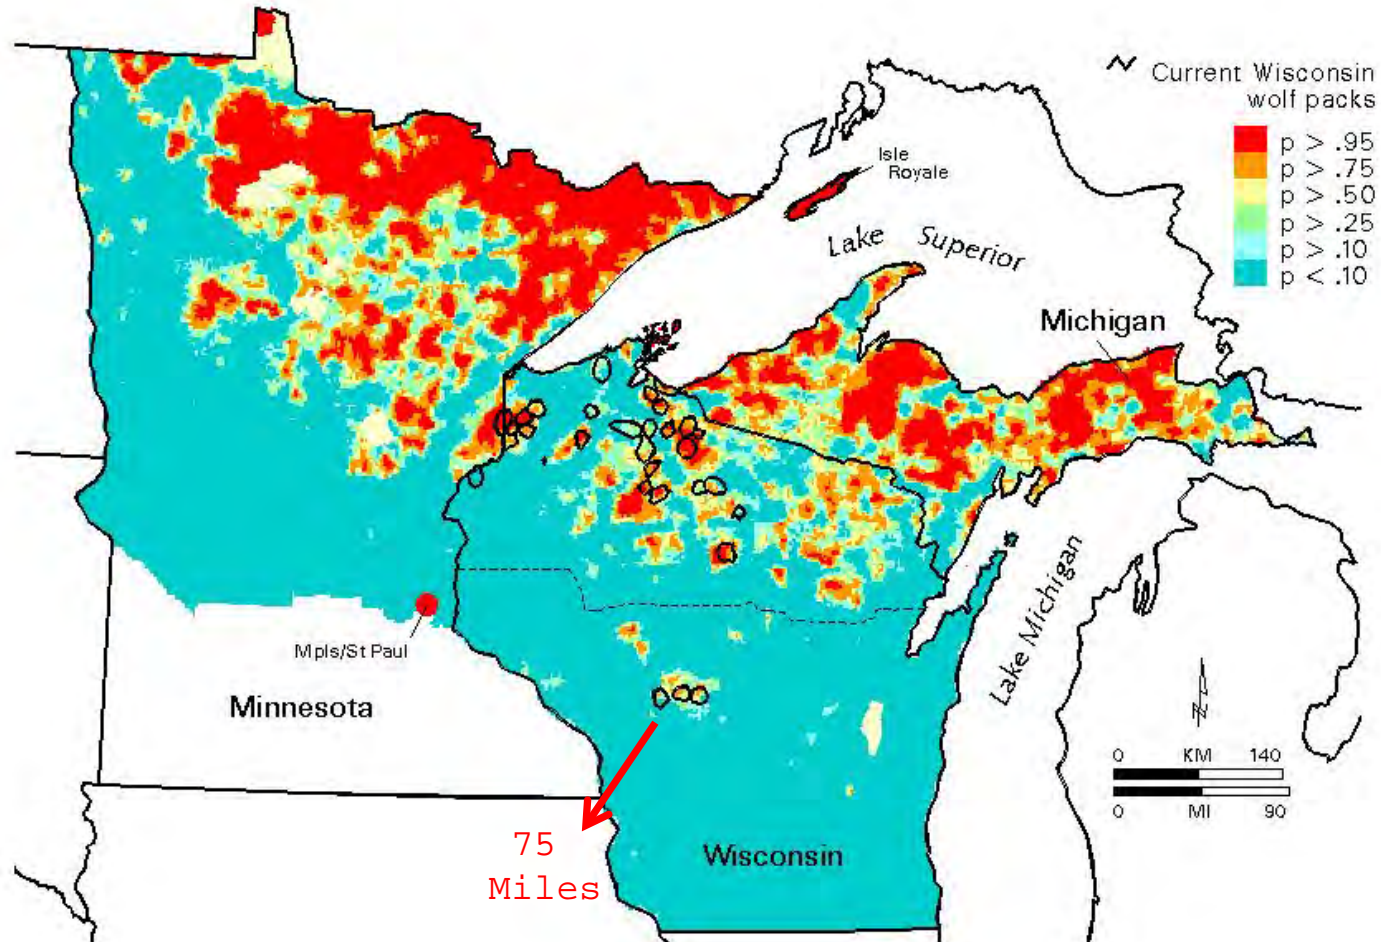 Current Wisconsin
wolf packs
p > .95
p > .75
p > .50
p > .25
p > .10
p < .10
Isle
Royale
Lake Superior
Michigan
Lake Michigan
Mpls/St Paul
Minnesota
0 KM 140
0 MI 90
75
Miles
Wisconsin